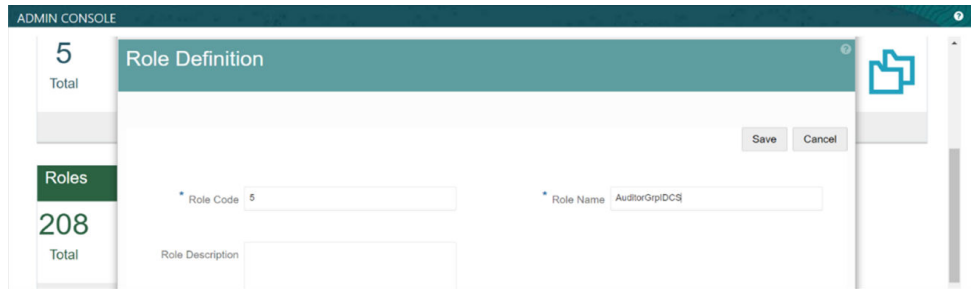 ADMIN CONSOLE
?
5
Total
Role Definition
?
Save Cancel
Roles
208
Total
* Role Code 5
* Role Name AuditorGrpIDCS
Role Description